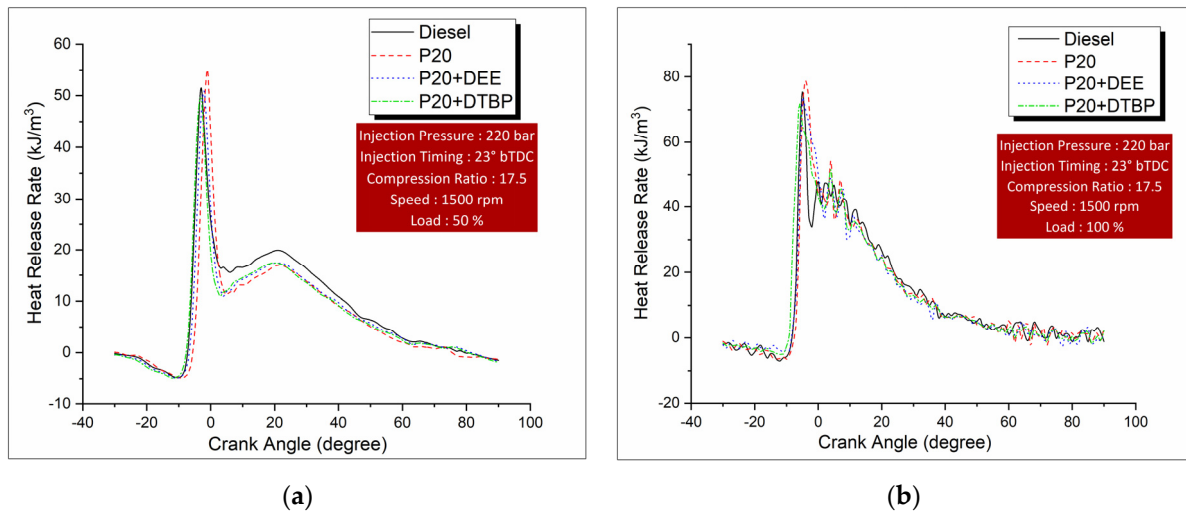 Diesel
P20
P20+DEE
P20+DTBP
Injection Pressure : 220 bar
Injection Timing : 23° bTDC
Compression Ratio : 17.5
Speed : 1500 rpm
Load : 50 %
60
50
40
30
20
10
0
-10
Heat Release Rate (kJ/m³)
-40 -20 0 20 40 60 80 100
Crank Angle (degree)
(a)
Diesel
P20
P20+DEE
P20+DTBP
Injection Pressure : 220 bar
Injection Timing : 23° bTDC
Compression Ratio : 17.5
Speed : 1500 rpm
Load : 100 %
80
60
40
20
0
-20
Heat Release Rate (kJ/m³)
-40 -20 0 20 40 60 80 100
Crank Angle (degree)
(b)